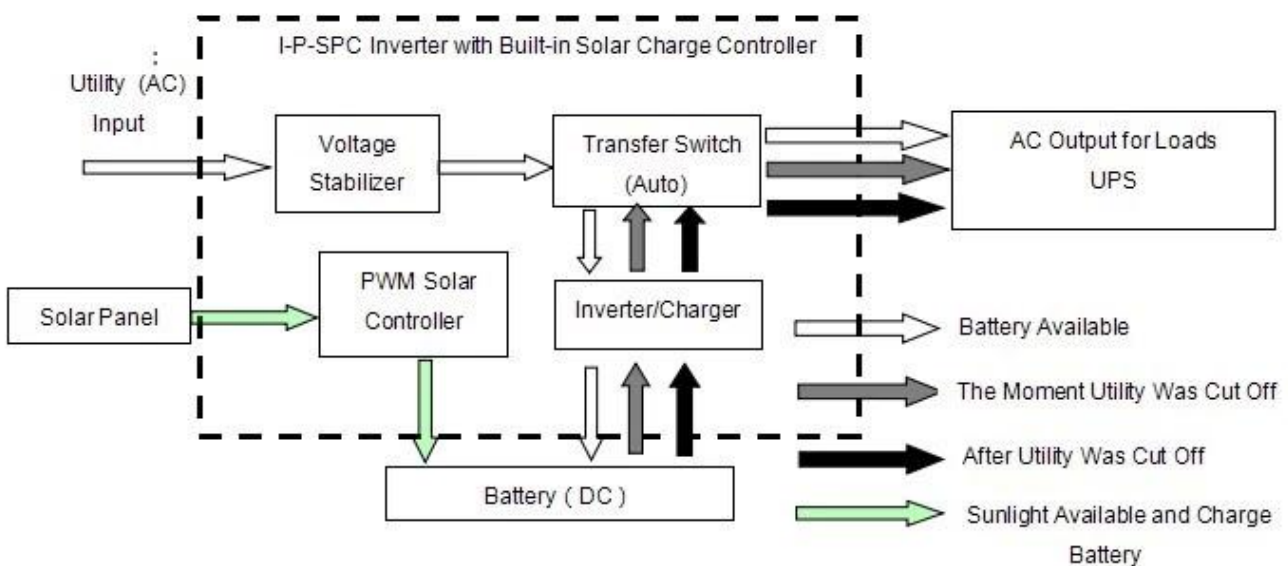 I-P-SPC Inverter with Built-in Solar Charge Controller
:
Utility (AC)
Input
Voltage
Stabilizer
Transfer Switch
(Auto)
AC Output for Loads
UPS
Solar Panel
PWM Solar
Controller
Inverter/Charger
Battery ( DC )
Battery Available
The Moment Utility Was Cut Off
After Utility Was Cut Off
Sunlight Available and Charge
Battery